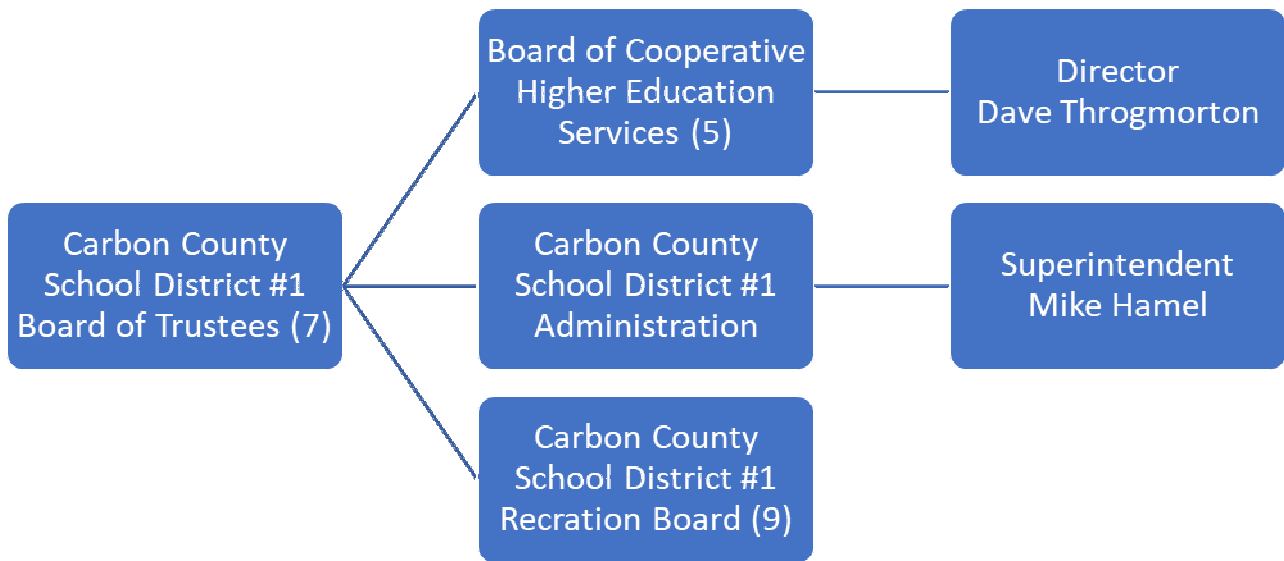 Board of Cooperative
Higher Education
Services (5)
Director
Dave Throgmorton
Carbon County
School District #1
Board of Trustees (7)
Carbon County
School District #1
Administration
Superintendent
Mike Hamel
Carbon County
School District #1
Recration Board (9)